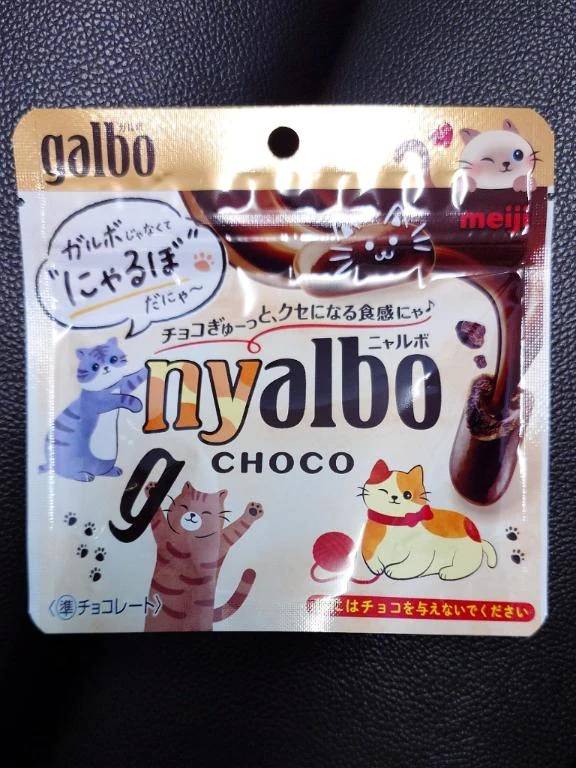 ガルボ
galbo
meiji
ガルボじゃなくて
"にゃるぼ"
だにゃ〜
チョコぎゅーっと、クセになる食感にゃ♪
ニャルボ
nyalbo
g
CHOCO
〈準チョコレート〉
はチョコを与えないでください